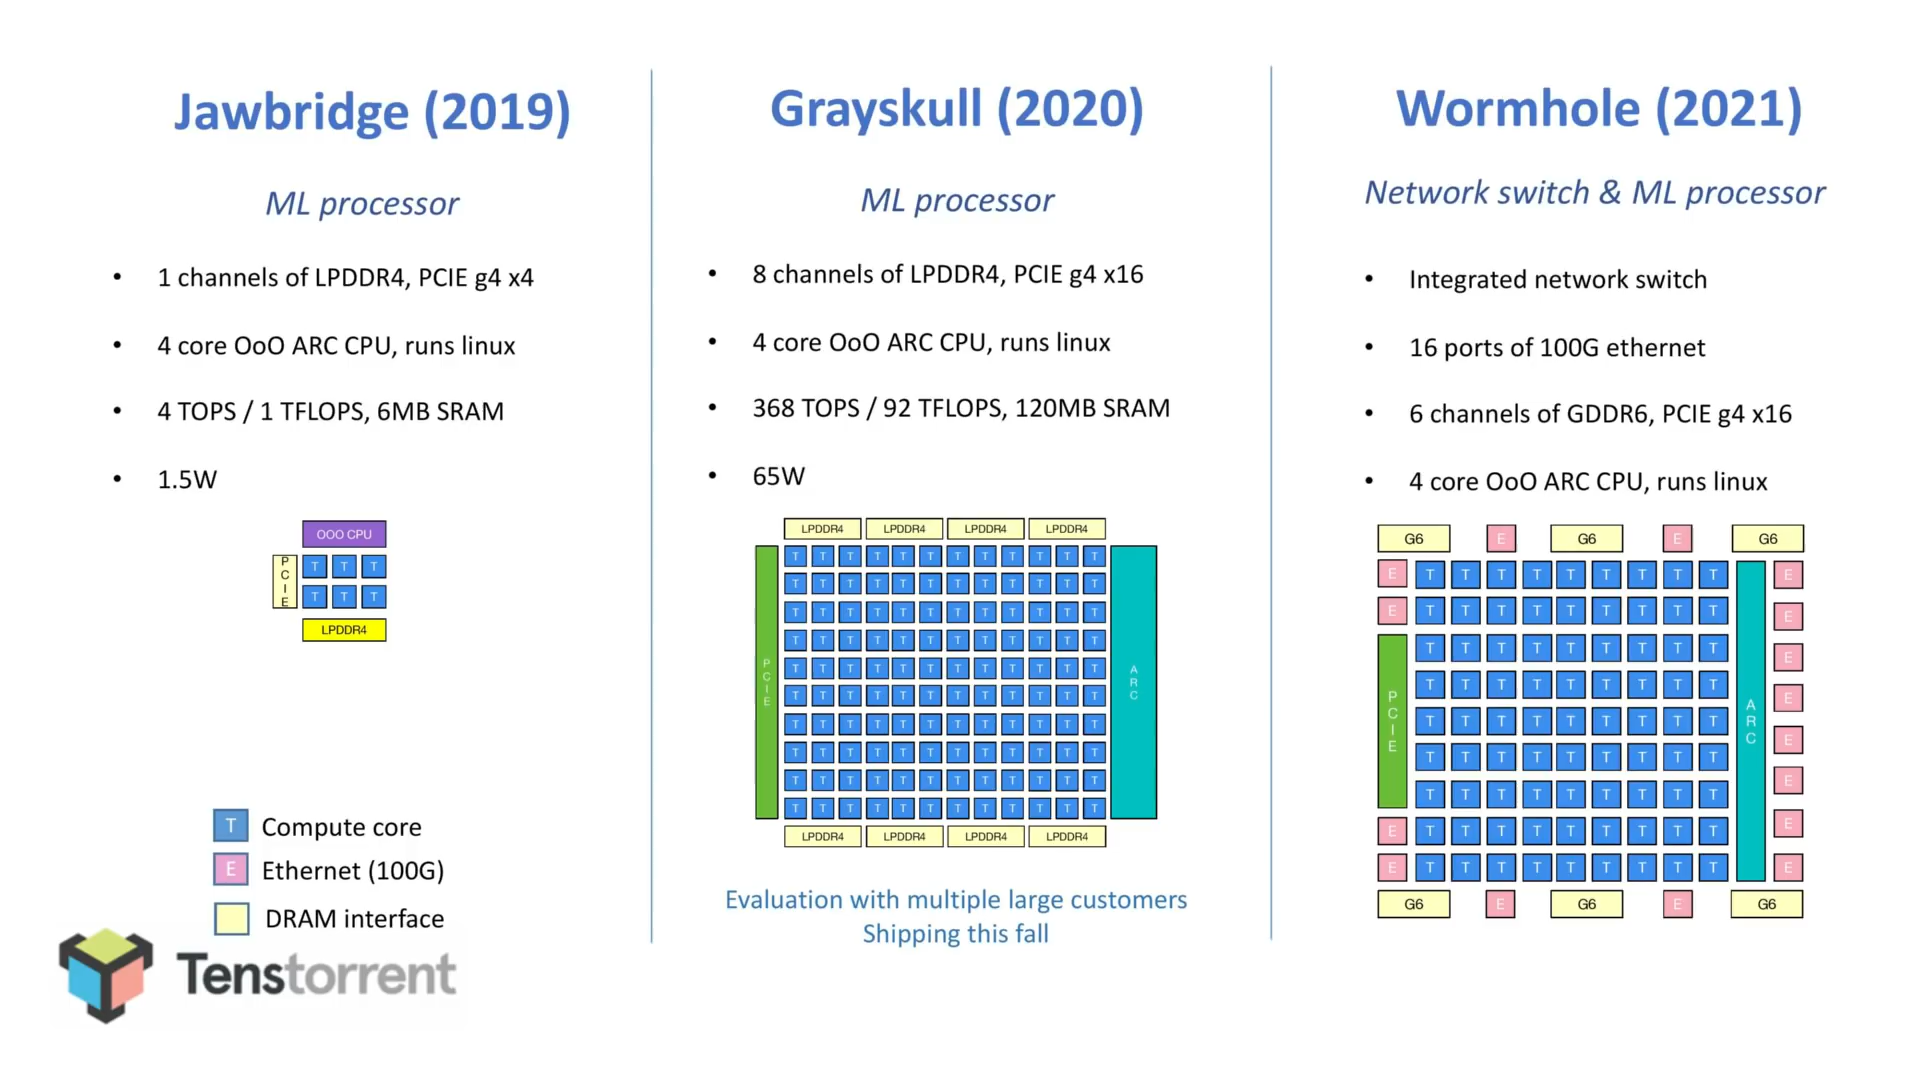 Jawbridge (2019)
ML processor
• 1 channels of LPDDR4, PCIE g4 x4
• 4 core OoO ARC CPU, runs linux
• 4 TOPS / 1 TFLOPS, 6MB SRAM
• 1.5W
OOO CPU
PCIE
T T T
T T T
LPDDR4
T Compute core
E Ethernet (100G)
DRAM interface
Tenstorrent
Grayskull (2020)
ML processor
• 8 channels of LPDDR4, PCIE g4 x16
• 4 core OoO ARC CPU, runs linux
• 368 TOPS / 92 TFLOPS, 120MB SRAM
• 65W
LPDDR4 LPDDR4 LPDDR4 LPDDR4
PCIE
T T T T T T T T T T T T
T T T T T T T T T T T T
T T T T T T T T T T T T
T T T T T T T T T T T T
T T T T T T T T T T T T
T T T T T T T T T T T T
T T T T T T T T T T T T
T T T T T T T T T T T T
T T T T T T T T T T T T
T T T T T T T T T T T T
ARC
LPDDR4 LPDDR4 LPDDR4 LPDDR4
Evaluation with multiple large customers
Shipping this fall
Wormhole (2021)
Network switch & ML processor
• Integrated network switch
• 16 ports of 100G ethernet
• 6 channels of GDDR6, PCIE g4 x16
• 4 core OoO ARC CPU, runs linux
G6 E G6 E G6
E T T T T T T T T T E
E T T T T T T T T T E
T T T T T T T T T E
T T T T T T T T T E
T T T T T T T T T E
T T T T T T T T T E
T T T T T T T T T
E T T T T T T T T T E
E T T T T T T T T T E
PCIE
ARC
G6 E G6 E G6